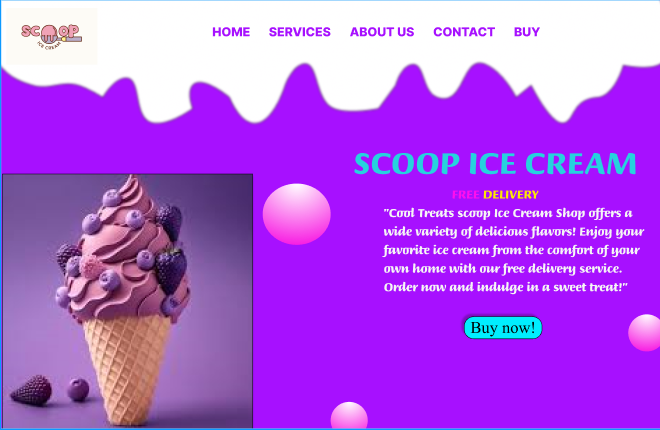 SCOOP
ICE CREAM
HOME SERVICES ABOUT US CONTACT BUY
SCOOP ICE CREAM
FREE DELIVERY
"Cool Treats scoop Ice Cream Shop offers a
wide variety of delicious flavors! Enjoy your
favorite ice cream from the comfort of your
own home with our free delivery service.
Order now and indulge in a sweet treat!"
Buy now!